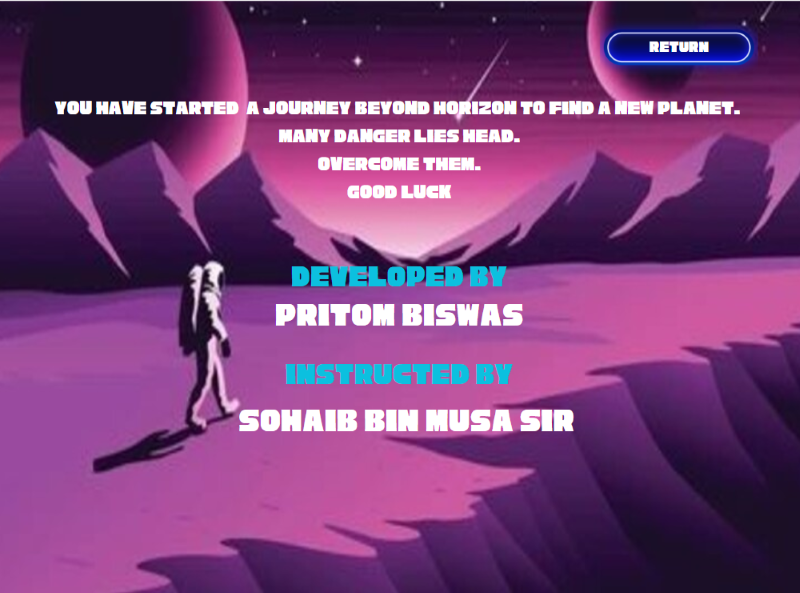 RETURN
YOU HAVE STARTED A JOURNEY BEYOND HORIZON TO FIND A NEW PLANET.
MANY DANGER LIES HEAD.
OVERCOME THEM.
GOOD LUCK
DEVELOPED BY
PRITOM BISWAS
INSTRUCTED BY
SOHAIB BIN MUSA SIR